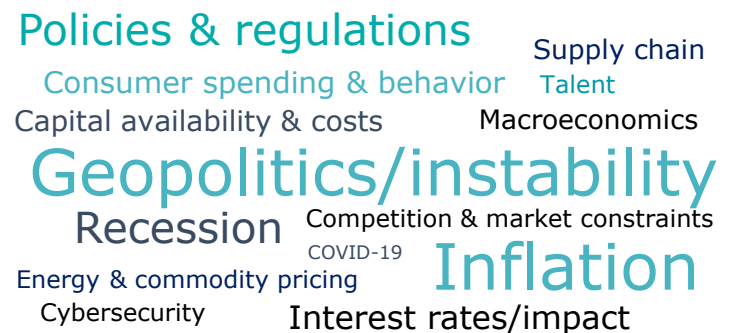 Policies & regulations
Supply chain
Consumer spending & behavior
Talent
Capital availability & costs
Macroeconomics
Geopolitics/instability
Recession
Competition & market constraints
COVID-19
Inflation
Energy & commodity pricing
Cybersecurity
Interest rates/impact